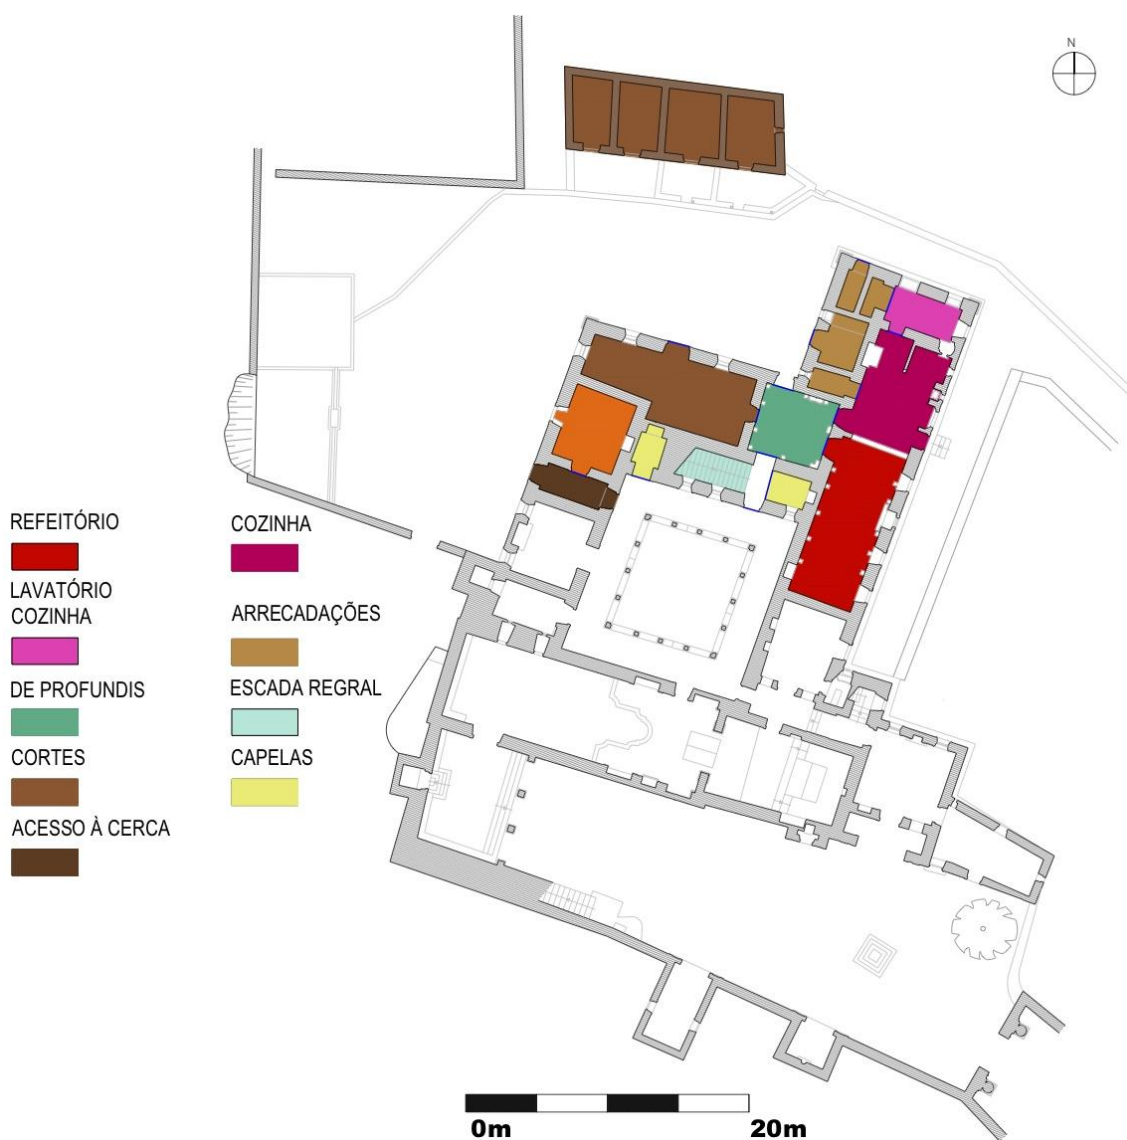 N
REFEITÓRIO
COZINHA
LAVATÓRIO
COZINHA
ARRECADAÇÕES
DE PROFUNDIS
ESCADA REGRAL
CORTES
CAPELAS
ACESSO À CERCA
0m 20m